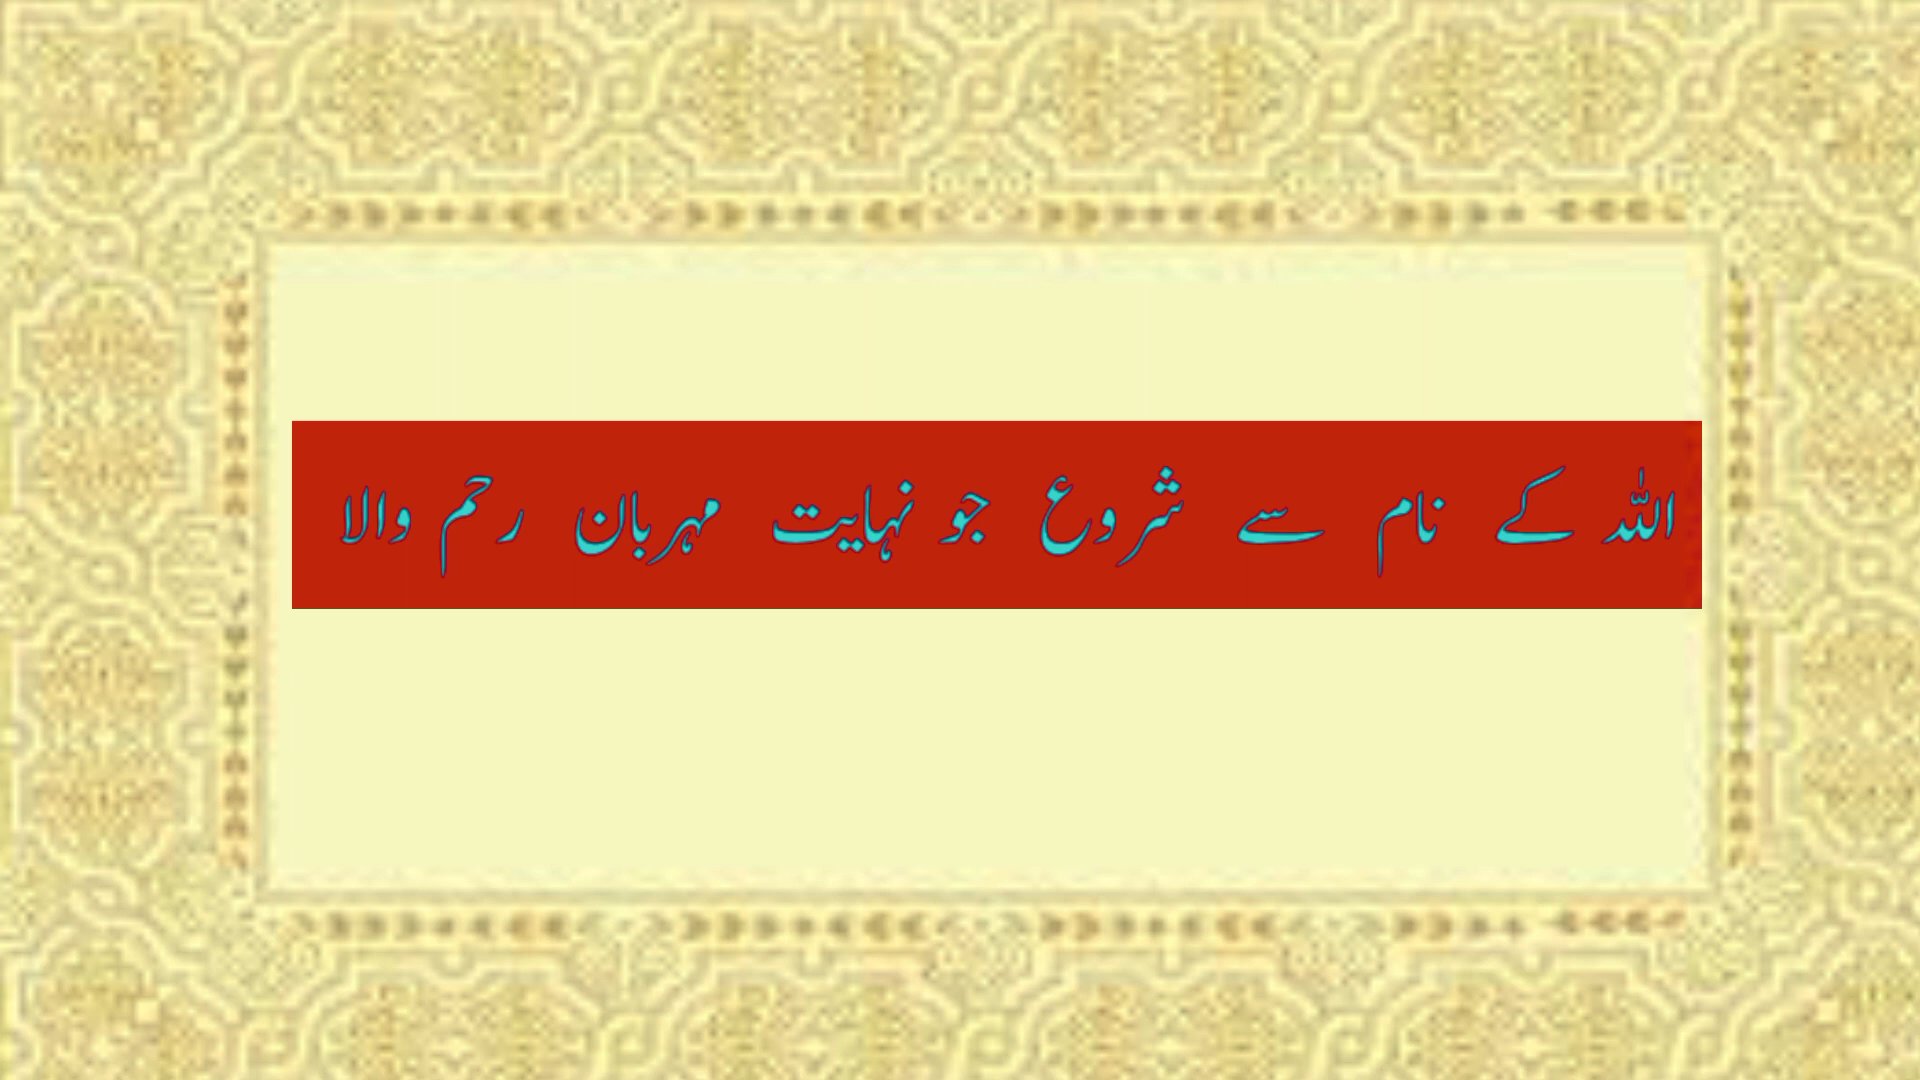 اللہ کے نام سے شروع جو نہایت مہربان رحم والا